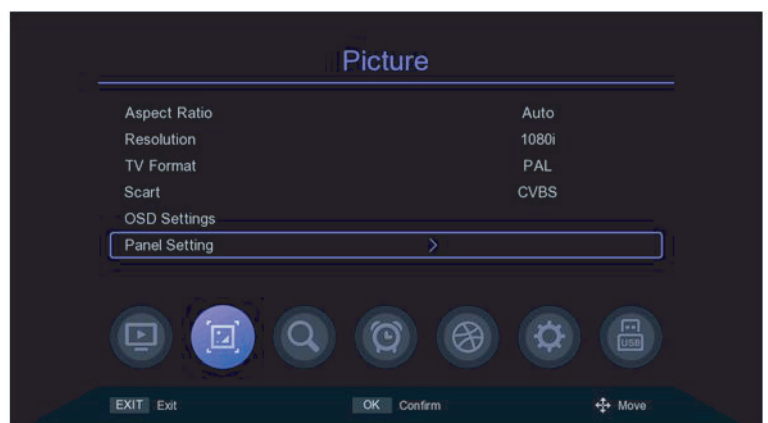 Picture
Aspect Ratio Auto
Resolution 1080i
TV Format PAL
Scart CVBS
OSD Settings
Panel Setting
USB
EXIT Exit OK Confirm Move